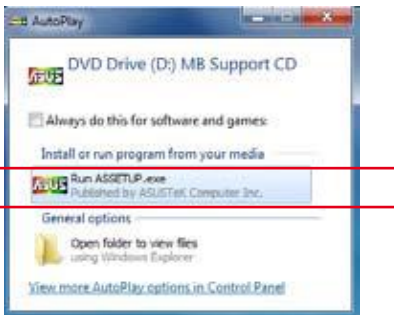 AutoPlay
DVD Drive (D:) MB Support CD
Always do this for software and games:
Install or run program from your media
Run ASSETUP.exe
Published by ASUSTeK Computer Inc.
General options
Open folder to view files
using Windows Explorer
View more AutoPlay options in Control Panel